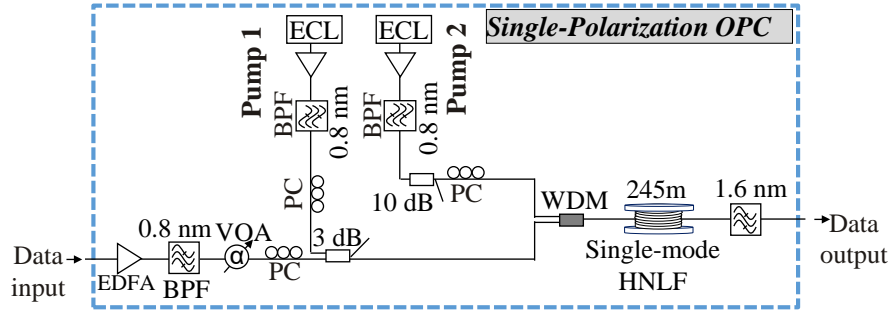 Single-Polarization OPC
ECL
ECL
Pump 1
Pump 2
BPF
0.8 nm
BPF
0.8 nm
PC
10 dB
PC
WDM
245m
1.6 nm
Single-mode
HNLF
Data
output
Data
input
EDFA
0.8 nm
BPF
VOA
α
PC
3 dB